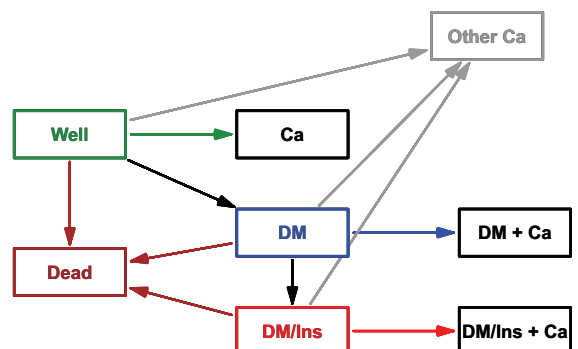 Other Ca
Well
Ca
DM
DM + Ca
Dead
DM/Ins
DM/Ins + Ca